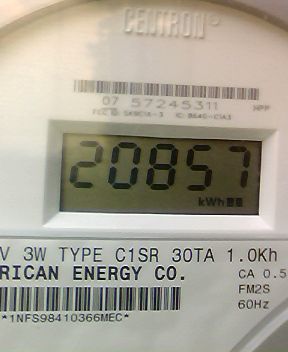 CENTRON®
07 57245311 HPP
20857
kWh
V 3W TYPE C1SR 30TA 1.0Kh
RICAN ENERGY CO. CA 0.5
FM2S
60Hz
*1NFS98410366MEC*